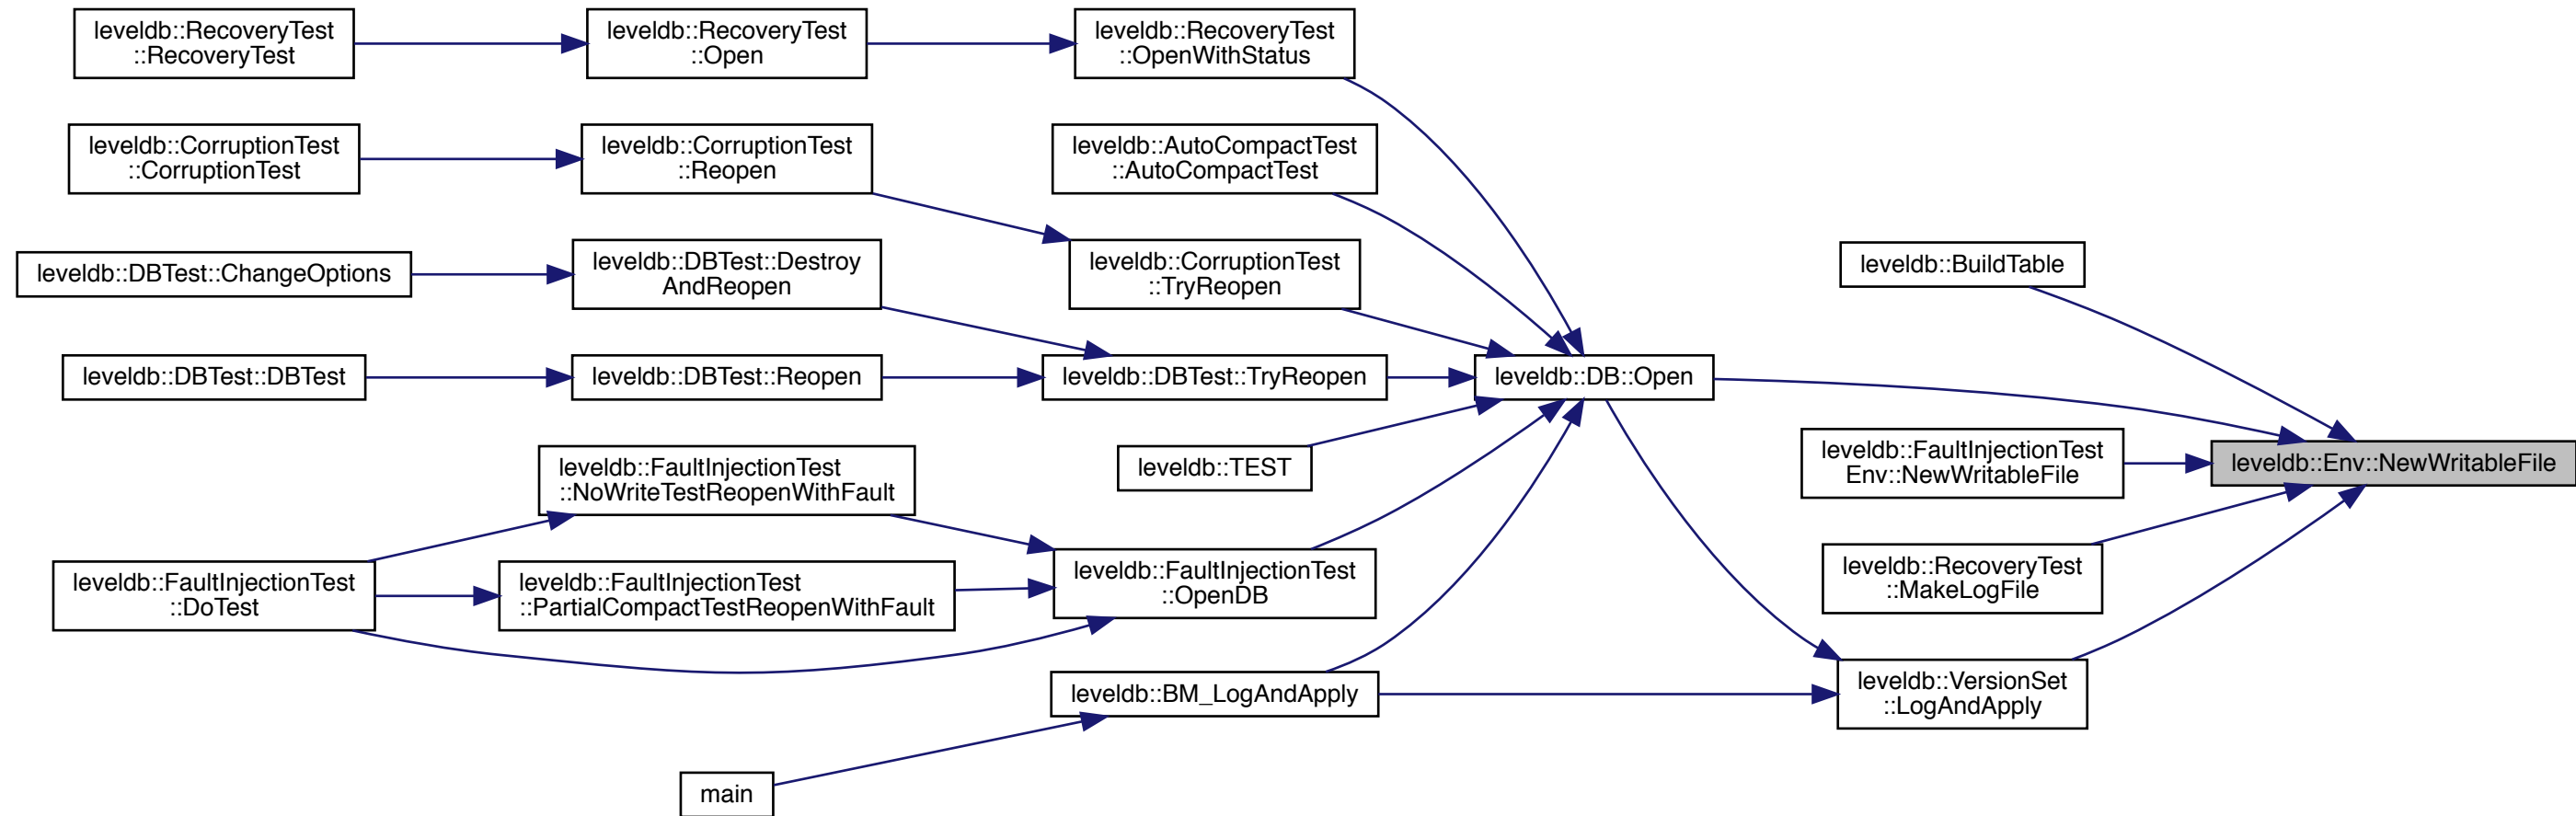 leveldb::RecoveryTest
::RecoveryTest
leveldb::RecoveryTest
::Open
leveldb::RecoveryTest
::OpenWithStatus
leveldb::CorruptionTest
::CorruptionTest
leveldb::CorruptionTest
::Reopen
leveldb::AutoCompactTest
::AutoCompactTest
leveldb::DBTest::ChangeOptions
leveldb::DBTest::Destroy
AndReopen
leveldb::CorruptionTest
::TryReopen
leveldb::BuildTable
leveldb::DBTest::DBTest
leveldb::DBTest::Reopen
leveldb::DBTest::TryReopen
leveldb::DB::Open
leveldb::FaultInjectionTest
::NoWriteTestReopenWithFault
leveldb::TEST
leveldb::FaultInjectionTest
Env::NewWritableFile
leveldb::Env::NewWritableFile
leveldb::FaultInjectionTest
::DoTest
leveldb::FaultInjectionTest
::PartialCompactTestReopenWithFault
leveldb::FaultInjectionTest
::OpenDB
leveldb::RecoveryTest
::MakeLogFile
leveldb::BM_LogAndApply
leveldb::VersionSet
::LogAndApply
main